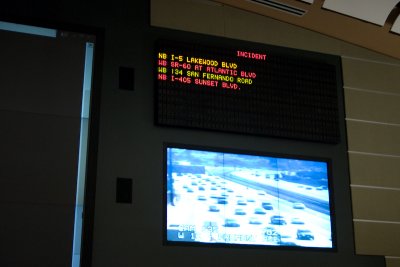 INCIDENT
NB I-5 LAKEWOOD BLVD
WB SR-60 AT ATLANTIC BLVD
WB 134 SAN FERNANDO ROAD
NB I-405 SUNSET BLVD.